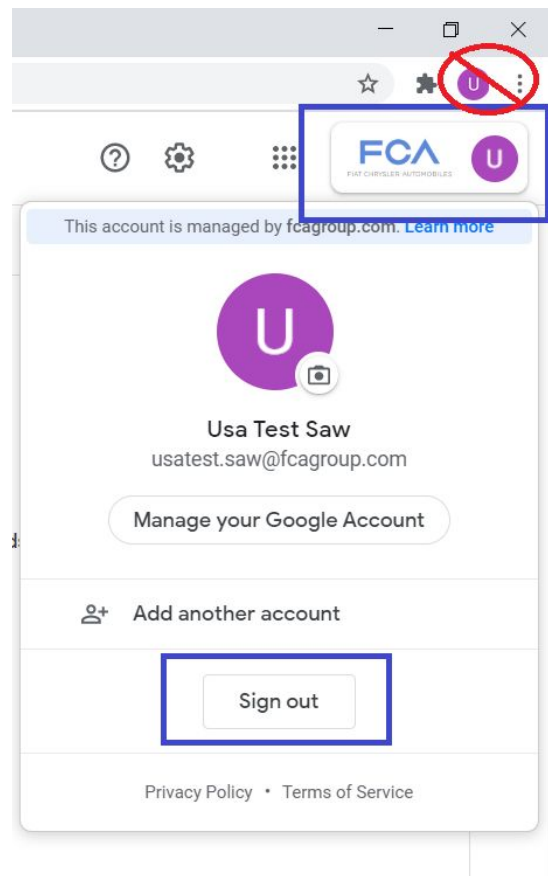 U
FCA
FIAT CHRYSLER AUTOMOBILES
U
This account is managed by fcagroup.com. Learn more
U
Usa Test Saw
usatest.saw@fcagroup.com
Manage your Google Account
Add another account
Sign out
Privacy Policy • Terms of Service